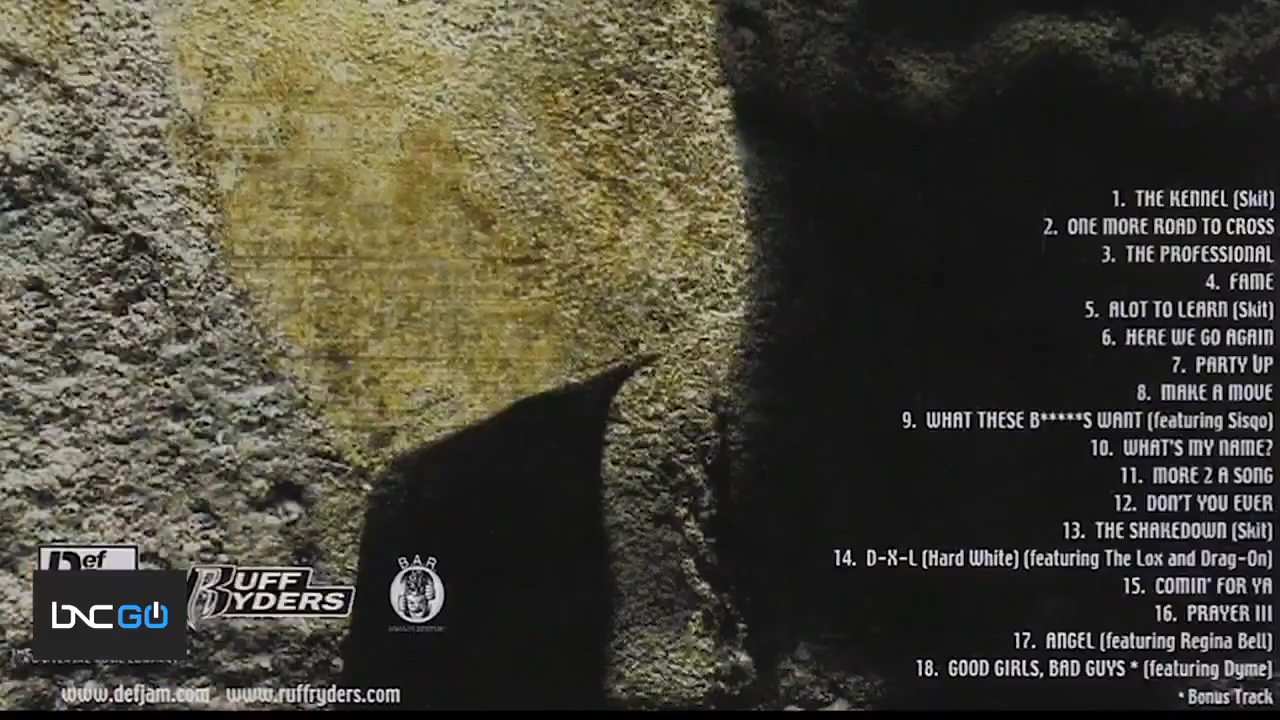 1. THE KENNEL (Skit)
2. ONE MORE ROAD TO CROSS
3. THE PROFESSIONAL
4. FAME
5. ALOT TO LEARN (Skit)
6. HERE WE GO AGAIN
7. PARTY UP
8. MAKE A MOVE
9. WHAT THESE B*****S WANT (featuring Sisqo)
10. WHAT'S MY NAME?
11. MORE 2 A SONG
12. DON'T YOU EVER
13. THE SHAKEDOWN (Skit)
14. D-X-L (Hard White) (featuring The Lox and Drag-On)
15. COMIN' FOR YA
16. PRAYER III
17. ANGEL (featuring Regina Bell)
18. GOOD GIRLS, BAD GUYS * (featuring Dyme)
* Bonus Track
Def
RUFF
RYDERS
BAR
BNC GO
www.defjam.com www.ruffryders.com